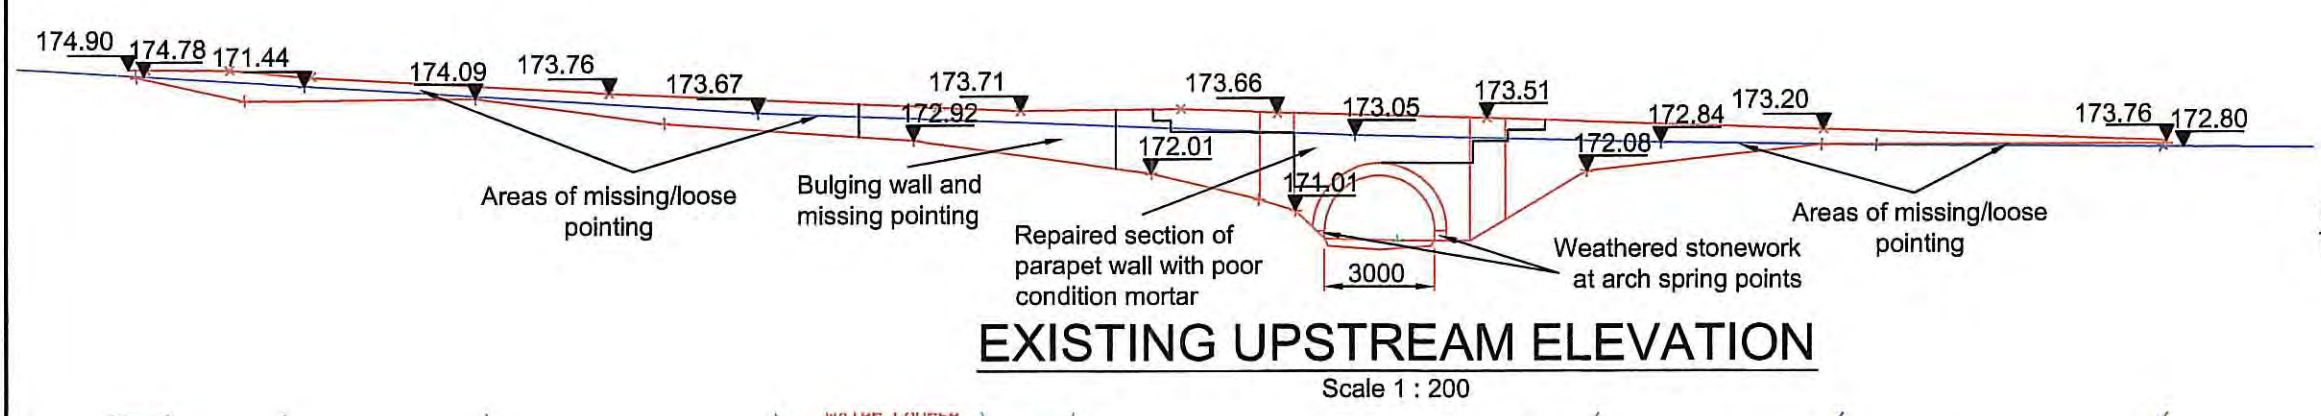 174.90
174.78
171.44
174.09
173.76
173.67
173.71
172.92
173.66
172.01
173.05
171.01
173.51
172.08
172.84
173.20
173.76
172.80
Areas of missing/loose
pointing
Bulging wall and
missing pointing
Repaired section of
parapet wall with poor
condition mortar
3000
Weathered stonework
at arch spring points
Areas of missing/loose
pointing
EXISTING UPSTREAM ELEVATION
Scale 1 : 200